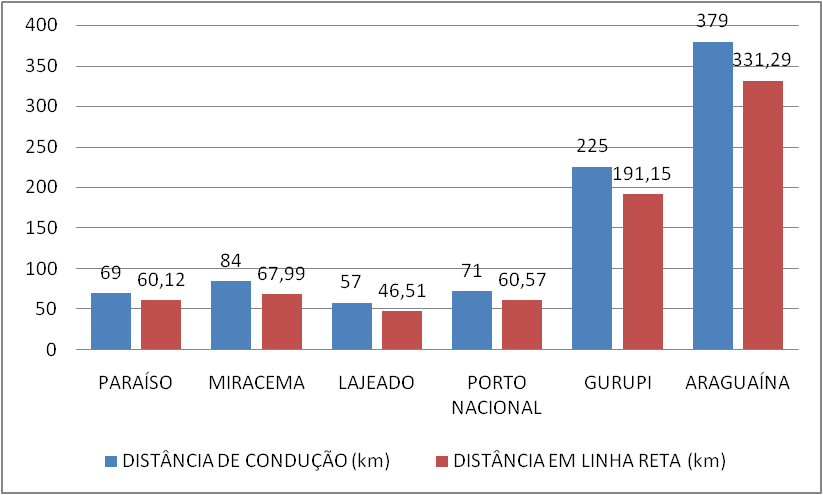 400
350
300
250
200
150
100
50
0
69
60,12
84
67,99
57
46,51
71
60,57
225
191,15
379
331,29
PARAÍSO
MIRACEMA
LAJEADO
PORTO
NACIONAL
GURUPI
ARAGUAÍNA
DISTÂNCIA DE CONDUÇÃO (km)
DISTÂNCIA EM LINHA RETA (km)